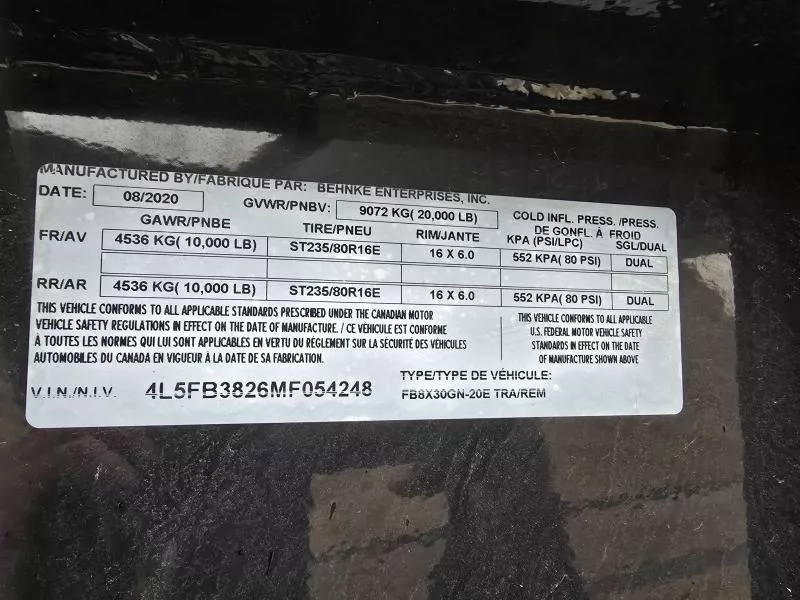 MANUFACTURED BY/FABRIQUE PAR: BEHNKE ENTERPRISES, INC.
DATE: 08/2020 GVWR/PNBV: 9072 KG( 20,000 LB) COLD INFL. PRESS. /PRESS.
DE GONFL. À FROID
GAWR/PNBE TIRE/PNEU RIM/JANTE KPA (PSI/LPC) SGL/DUAL
FR/AV 4536 KG( 10,000 LB) ST235/80R16E 16 X 6.0 552 KPA( 80 PSI) DUAL
RR/AR 4536 KG( 10,000 LB) ST235/80R16E 16 X 6.0 552 KPA( 80 PSI) DUAL
THIS VEHICLE CONFORMS TO ALL APPLICABLE STANDARDS PRESCRIBED UNDER THE CANADIAN MOTOR
VEHICLE SAFETY REGULATIONS IN EFFECT ON THE DATE OF MANUFACTURE. / CE VÉHICULE EST CONFORME
À TOUTES LES NORMES QUI LUI SONT APPLICABLES EN VERTU DU RÉGLEMENT SUR LA SÉCURITÉ DES VÉHICULES
AUTOMOBILES DU CANADA EN VIGUEUR À LA DATE DE SA FABRICATION.
THIS VEHICLE CONFORMS TO ALL APPLICABLE
U.S. FEDERAL MOTOR VEHICLE SAFETY
STANDARDS IN EFFECT ON THE DATE
OF MANUFACTURE SHOWN ABOVE
V.I.N./N.I.V. 4L5FB3826MF054248
TYPE/TYPE DE VÉHICULE:
FB8X30GN-20E TRA/REM